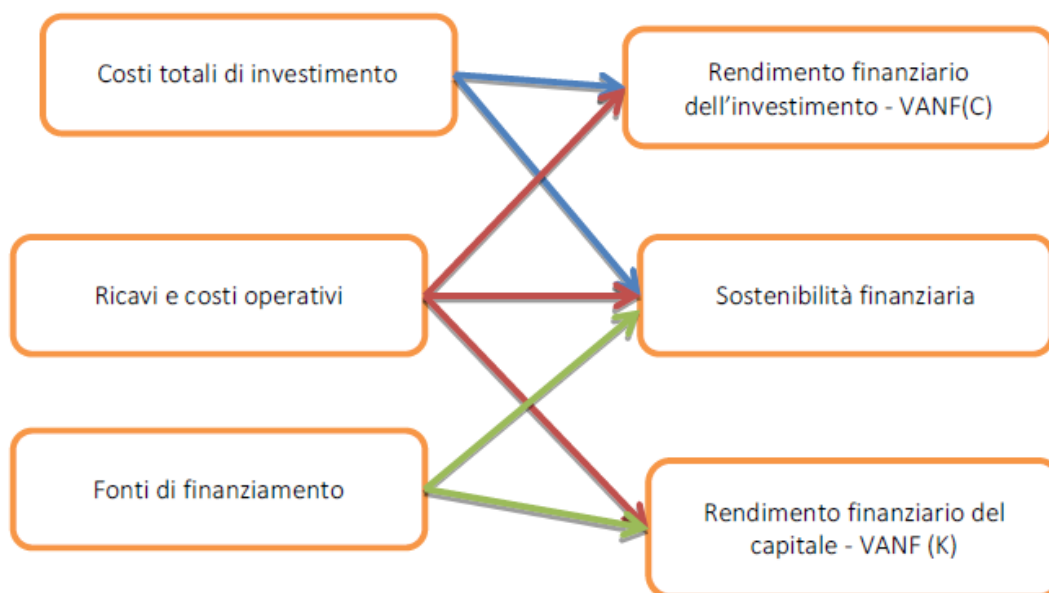 Costi totali di investimento
Rendimento finanziario
dell'investimento - VANF(C)
Ricavi e costi operativi
Sostenibilità finanziaria
Fonti di finanziamento
Rendimento finanziario del
capitale - VANF (K)